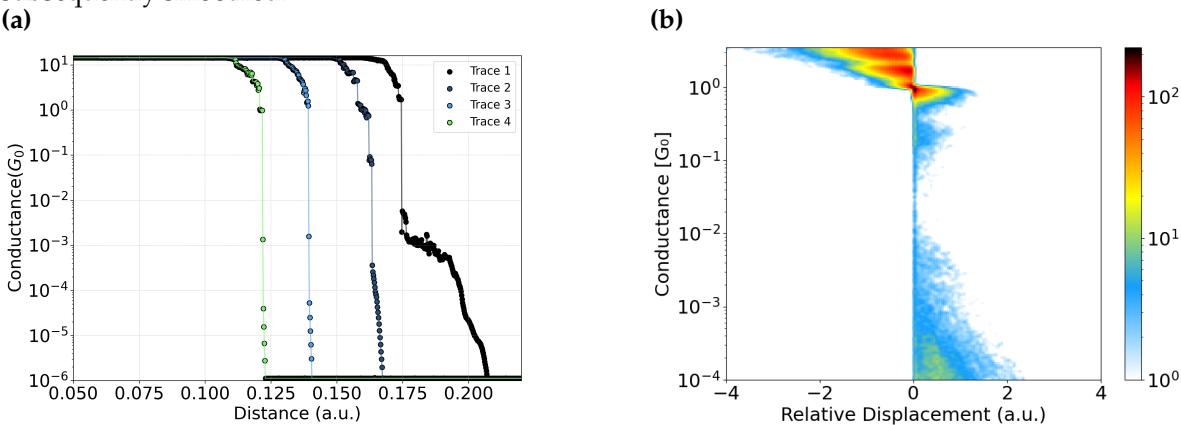 (a)
(b)
Conductance(G₀)
10¹
10⁰
10⁻¹
10⁻²
10⁻³
10⁻⁴
10⁻⁵
10⁻⁶
Trace 1
Trace 2
Trace 3
Trace 4
0.050 0.075 0.100 0.125 0.150 0.175 0.200
Distance (a.u.)
Conductance [G₀]
10⁰
10⁻¹
10⁻²
10⁻³
10⁻⁴
−4 −2 0 2 4
Relative Displacement (a.u.)
10²
10¹
10⁰